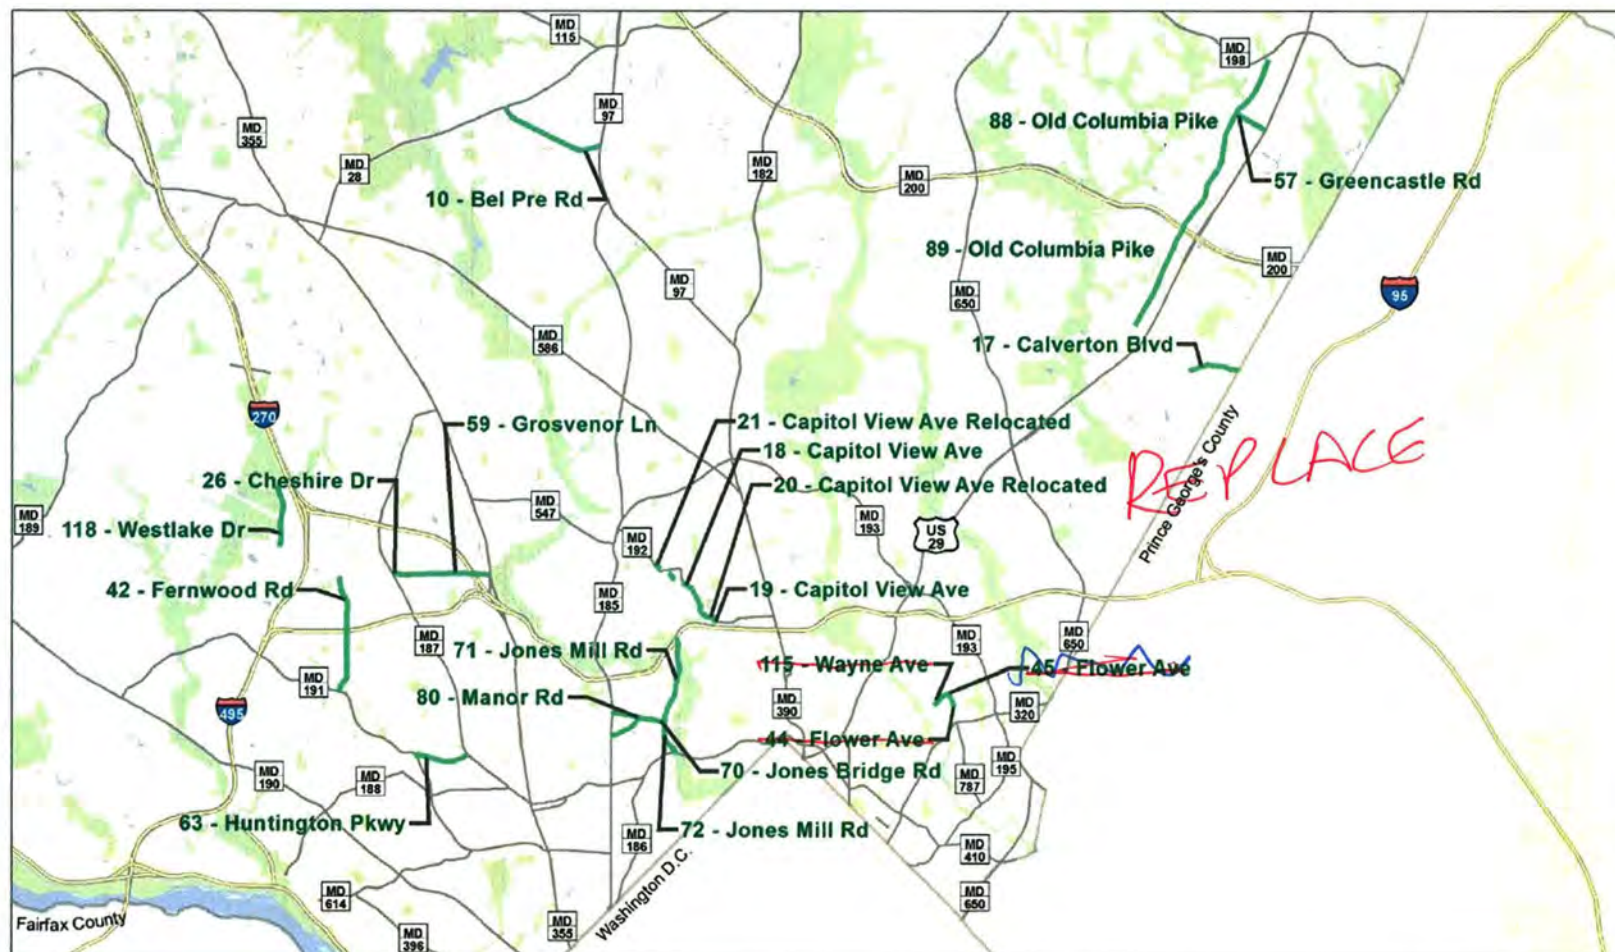 MD 115
MD 198
MD 97
MD 355
88 - Old Columbia Pike
MD 28
MD 182
MD 200
57 - Greencastle Rd
10 - Bel Pre Rd
89 - Old Columbia Pike
MD 200
MD 97
MD 650
95
MD 586
17 - Calverton Blvd
270
59 - Grosvenor Ln
21 - Capitol View Ave Relocated
18 - Capitol View Ave
REPLACE
Prince George's County
26 - Cheshire Dr
20 - Capitol View Ave Relocated
MD 189
118 - Westlake Dr
MD 547
MD 193
US 29
MD 192
42 - Fernwood Rd
MD 185
19 - Capitol View Ave
MD 187
71 - Jones Mill Rd
MD 193
MD 650
115 - Wayne Ave
45 - Flower Ave
MD 191
80 - Manor Rd
MD 390
MD 320
495
44 - Flower Ave
MD 190
MD 188
70 - Jones Bridge Rd
MD 787
MD 195
63 - Huntington Pkwy
MD 186
72 - Jones Mill Rd
MD 410
MD 614
Washington D.C.
MD 650
Fairfax County
MD 396
MD 355